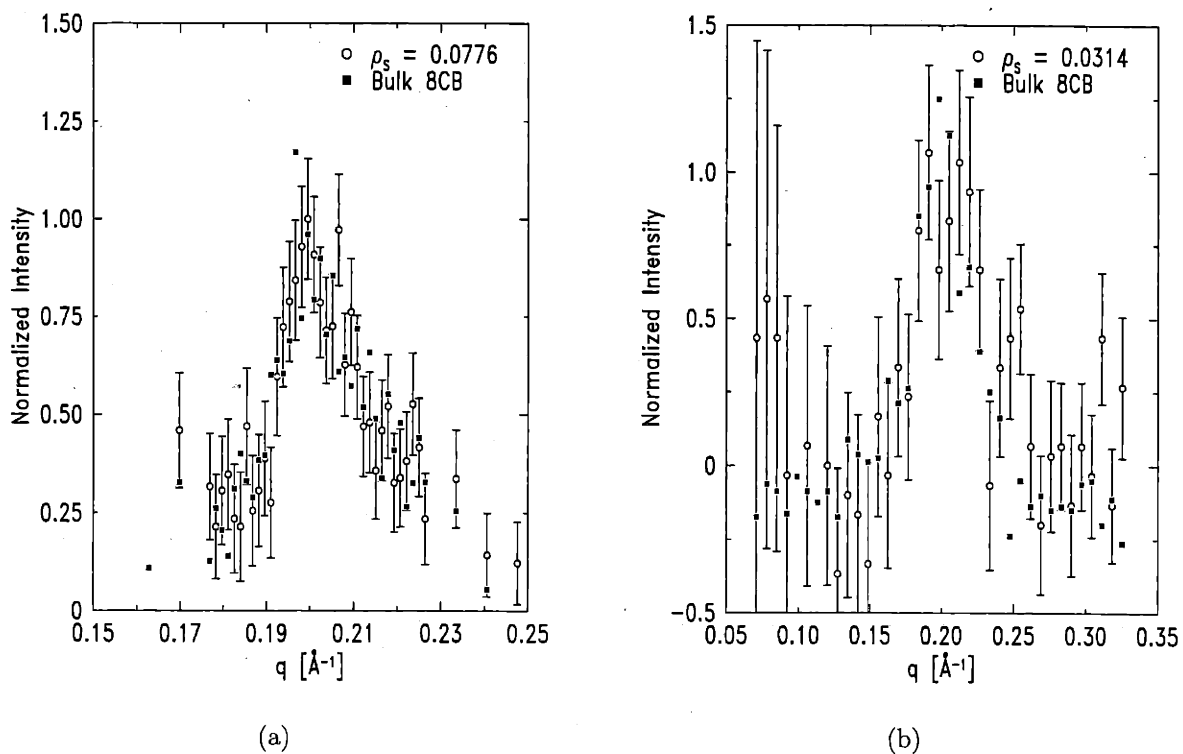 1.50
1.25
1.00
0.75
0.50
0.25
0
0.15
0.17
0.19
0.21
0.23
0.25
Normalized Intensity
q [Å⁻¹]
ρₛ = 0.0776
Bulk 8CB
(a)
1.5
1.0
0.5
0
-0.5
0.05
0.10
0.15
0.20
0.25
0.30
0.35
Normalized Intensity
q [Å⁻¹]
ρₛ = 0.0314
Bulk 8CB
(b)